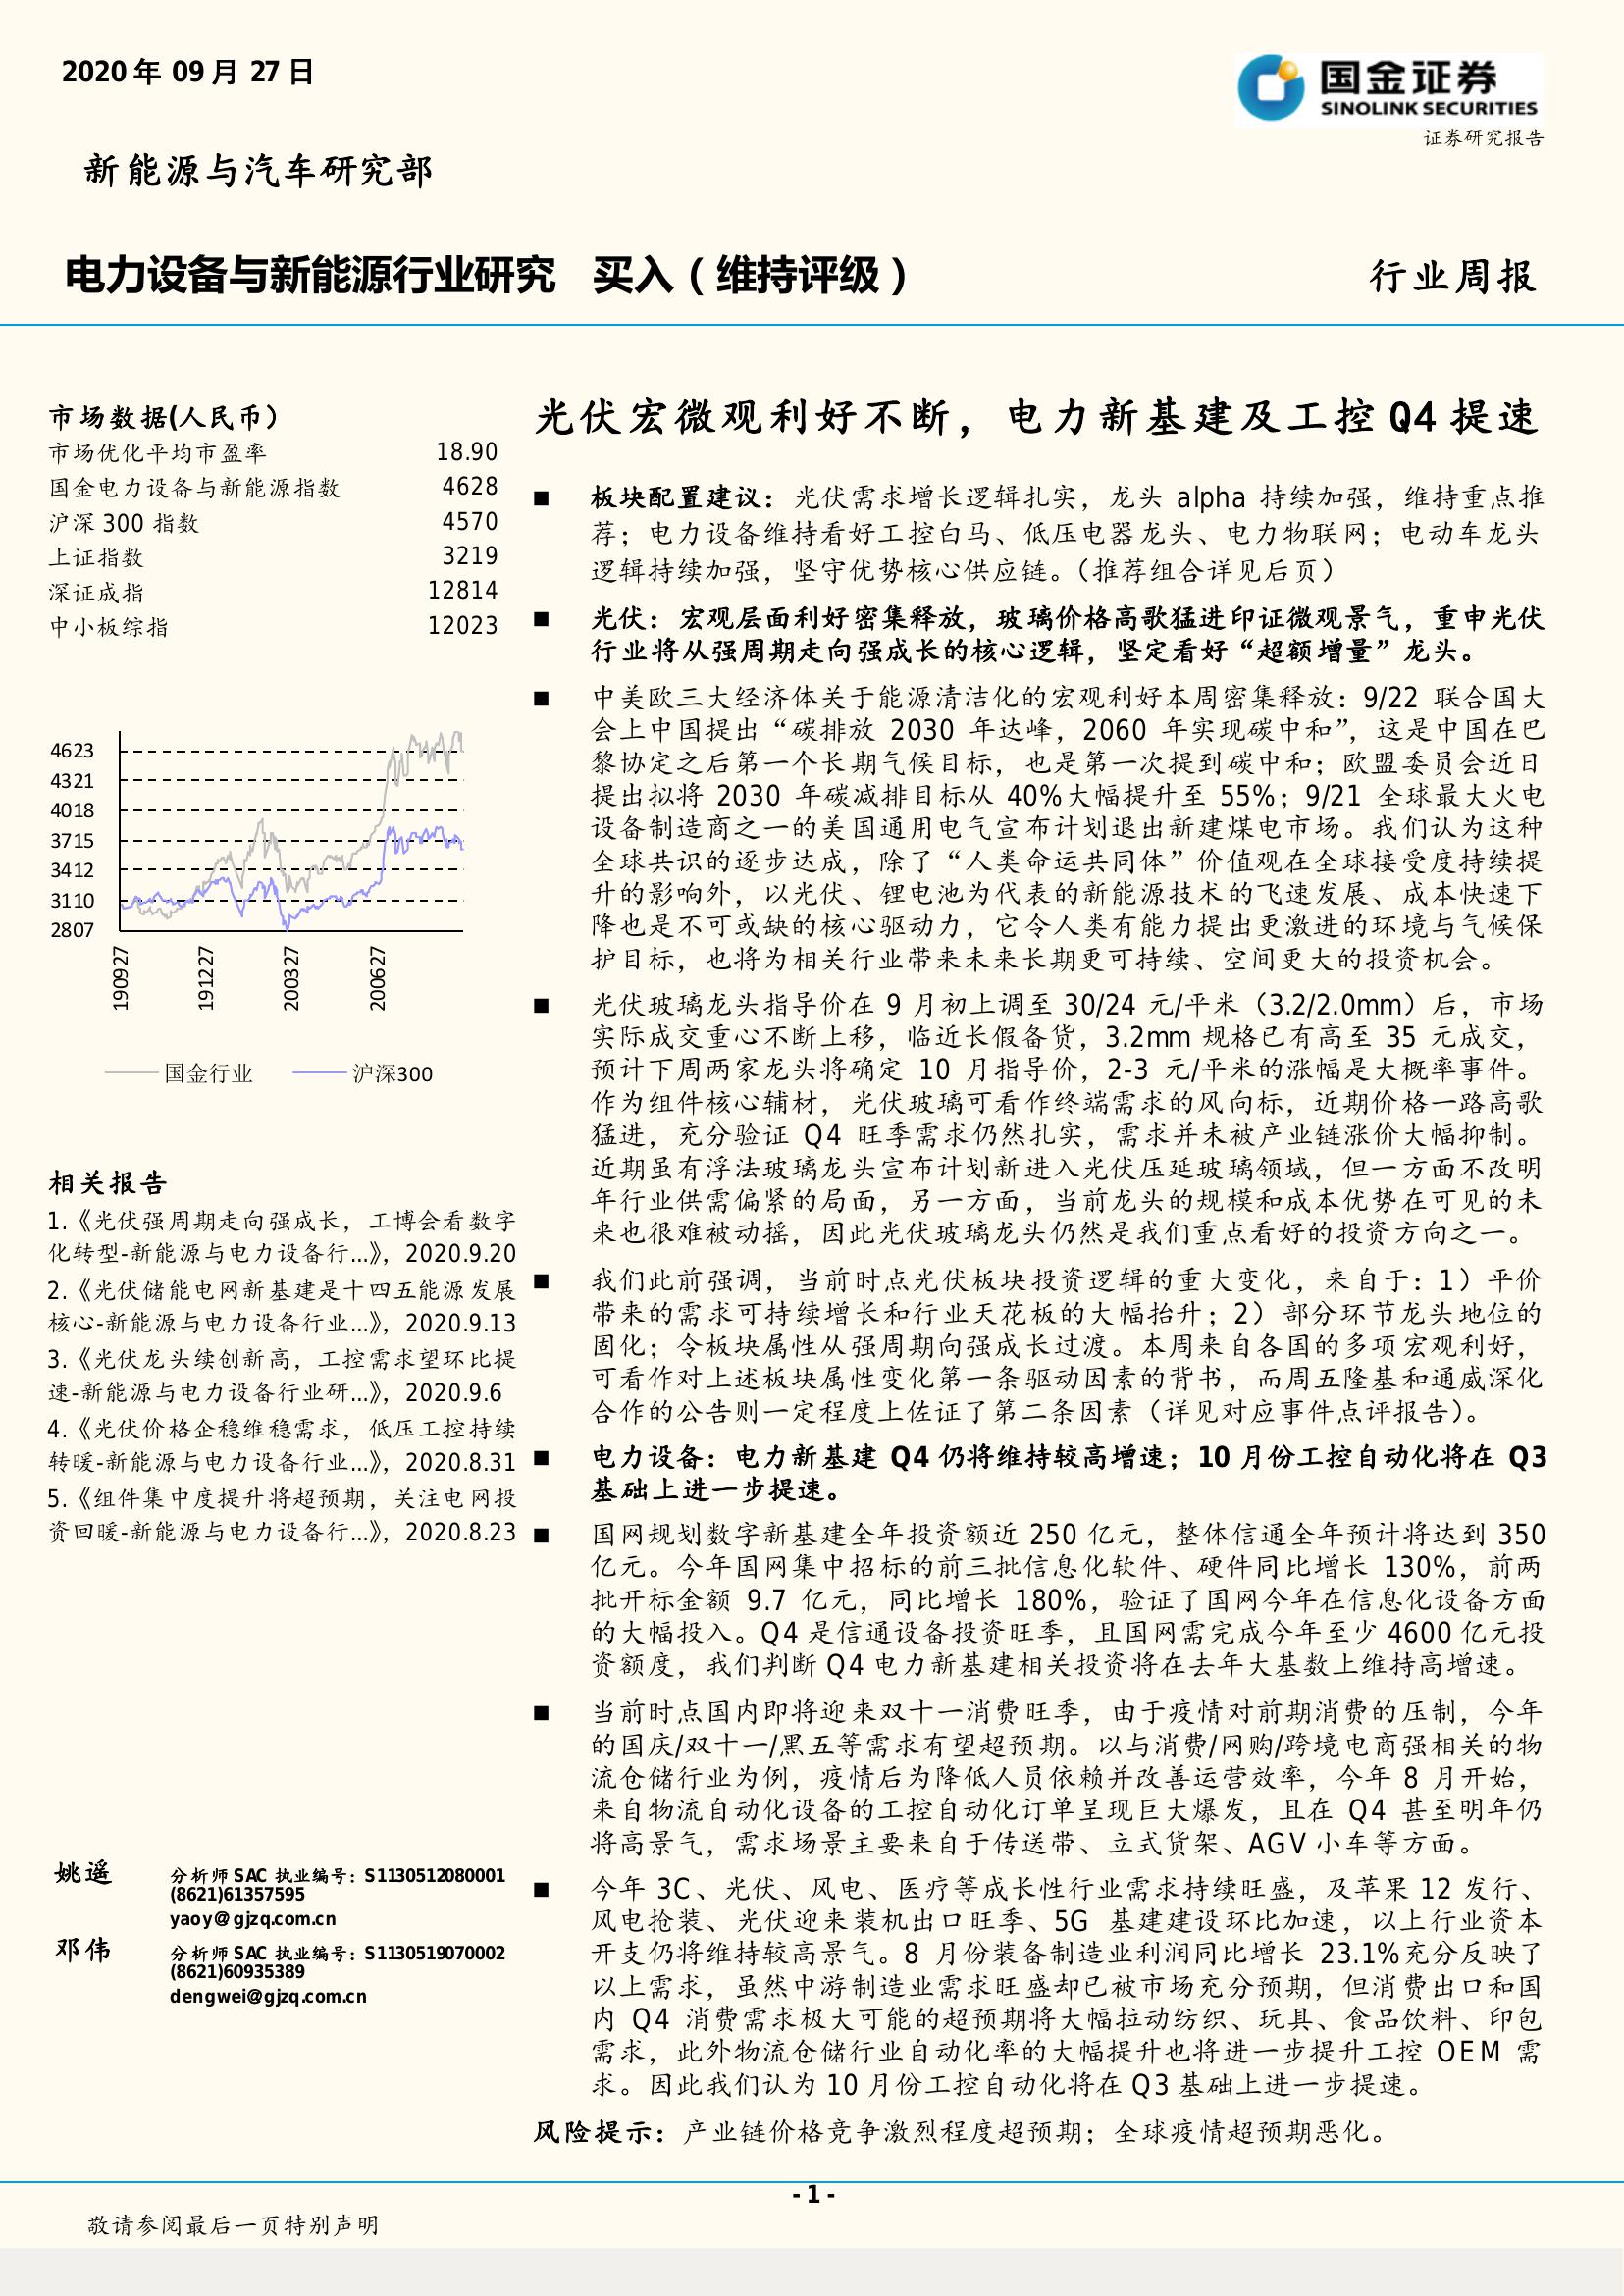 2020 年 09 月 27 日
国金证券
SINOLINK SECURITIES
证券研究报告
新能源与汽车研究部
电力设备与新能源行业研究 买入（维持评级）
行业周报
市场数据(人民币）
市场优化平均市盈率 18.90
国金电力设备与新能源指数 4628
沪深 300 指数 4570
上证指数 3219
深证成指 12814
中小板综指 12023
4623
4321
4018
3715
3412
3110
2807
190927
191227
200327
200627
国金行业 沪深300
相关报告
1.《光伏强周期走向强成长，工博会看数字
化转型-新能源与电力设备行...》，2020.9.20
2.《光伏储能电网新基建是十四五能源发展
核心-新能源与电力设备行业...》，2020.9.13
3.《光伏龙头续创新高，工控需求望环比提
速-新能源与电力设备行业研...》，2020.9.6
4.《光伏价格企稳维稳需求，低压工控持续
转暖-新能源与电力设备行业...》，2020.8.31
5.《组件集中度提升将超预期，关注电网投
资回暖-新能源与电力设备行...》，2020.8.23
姚遥 分析师 SAC 执业编号：S1130512080001
(8621)61357595
yaoy@gjzq.com.cn
邓伟 分析师 SAC 执业编号：S1130519070002
(8621)60935389
dengwei@gjzq.com.cn
光伏宏微观利好不断，电力新基建及工控 Q4 提速
■ 板块配置建议：光伏需求增长逻辑扎实，龙头 alpha 持续加强，维持重点推
荐；电力设备维持看好工控白马、低压电器龙头、电力物联网；电动车龙头
逻辑持续加强，坚守优势核心供应链。（推荐组合详见后页）
■ 光伏：宏观层面利好密集释放，玻璃价格高歌猛进印证微观景气，重申光伏
行业将从强周期走向强成长的核心逻辑，坚定看好“超额增量”龙头。
■ 中美欧三大经济体关于能源清洁化的宏观利好本周密集释放：9/22 联合国大
会上中国提出“碳排放 2030 年达峰，2060 年实现碳中和”，这是中国在巴
黎协定之后第一个长期气候目标，也是第一次提到碳中和；欧盟委员会近日
提出拟将 2030 年碳减排目标从 40%大幅提升至 55%；9/21 全球最大火电
设备制造商之一的美国通用电气宣布计划退出新建煤电市场。我们认为这种
全球共识的逐步达成，除了“人类命运共同体”价值观在全球接受度持续提
升的影响外，以光伏、锂电池为代表的新能源技术的飞速发展、成本快速下
降也是不可或缺的核心驱动力，它令人类有能力提出更激进的环境与气候保
护目标，也将为相关行业带来未来长期更可持续、空间更大的投资机会。
■ 光伏玻璃龙头指导价在 9 月初上调至 30/24 元/平米（3.2/2.0mm）后，市场
实际成交重心不断上移，临近长假备货，3.2mm 规格已有高至 35 元成交，
预计下周两家龙头将确定 10 月指导价，2-3 元/平米的涨幅是大概率事件。
作为组件核心辅材，光伏玻璃可看作终端需求的风向标，近期价格一路高歌
猛进，充分验证 Q4 旺季需求仍然扎实，需求并未被产业链涨价大幅抑制。
近期虽有浮法玻璃龙头宣布计划新进入光伏压延玻璃领域，但一方面不改明
年行业供需偏紧的局面，另一方面，当前龙头的规模和成本优势在可见的未
来也很难被动摇，因此光伏玻璃龙头仍然是我们重点看好的投资方向之一。
■ 我们此前强调，当前时点光伏板块投资逻辑的重大变化，来自于：1）平价
带来的需求可持续增长和行业天花板的大幅抬升；2）部分环节龙头地位的
固化；令板块属性从强周期向强成长过渡。本周来自各国的多项宏观利好，
可看作对上述板块属性变化第一条驱动因素的背书，而周五隆基和通威深化
合作的公告则一定程度上佐证了第二条因素（详见对应事件点评报告）。
■ 电力设备：电力新基建 Q4 仍将维持较高增速；10 月份工控自动化将在 Q3
基础上进一步提速。
■ 国网规划数字新基建全年投资额近 250 亿元，整体信通全年预计将达到 350
亿元。今年国网集中招标的前三批信息化软件、硬件同比增长 130%，前两
批开标金额 9.7 亿元，同比增长 180%，验证了国网今年在信息化设备方面
的大幅投入。Q4 是信通设备投资旺季，且国网需完成今年至少 4600 亿元投
资额度，我们判断 Q4 电力新基建相关投资将在去年大基数上维持高增速。
■ 当前时点国内即将迎来双十一消费旺季，由于疫情对前期消费的压制，今年
的国庆/双十一/黑五等需求有望超预期。以与消费/网购/跨境电商强相关的物
流仓储行业为例，疫情后为降低人员依赖并改善运营效率，今年 8 月开始，
来自物流自动化设备的工控自动化订单呈现巨大爆发，且在 Q4 甚至明年仍
将高景气，需求场景主要来自于传送带、立式货架、AGV 小车等方面。
■ 今年 3C、光伏、风电、医疗等成长性行业需求持续旺盛，及苹果 12 发行、
风电抢装、光伏迎来装机出口旺季、5G 基建建设环比加速，以上行业资本
开支仍将维持较高景气。8 月份装备制造业利润同比增长 23.1%充分反映了
以上需求，虽然中游制造业需求旺盛却已被市场充分预期，但消费出口和国
内 Q4 消费需求极大可能的超预期将大幅拉动纺织、玩具、食品饮料、印包
需求，此外物流仓储行业自动化率的大幅提升也将进一步提升工控 OEM 需
求。因此我们认为 10 月份工控自动化将在 Q3 基础上进一步提速。
风险提示：产业链价格竞争激烈程度超预期；全球疫情超预期恶化。
- 1 -
敬请参阅最后一页特别声明